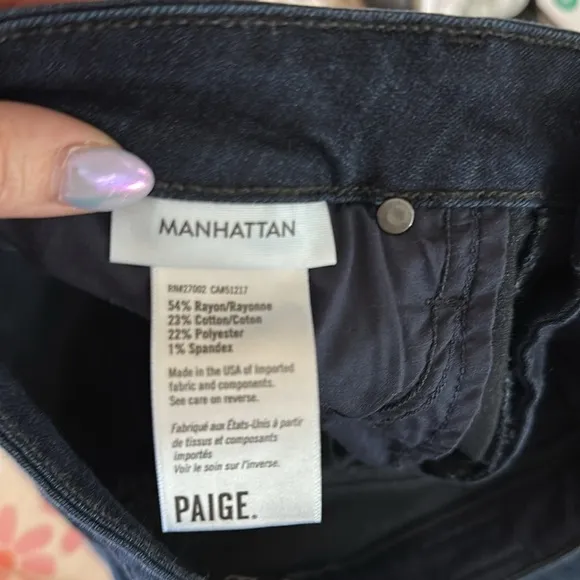 MANHATTAN
RN#27002 CA#51217
54% Rayon/Rayonne
23% Cotton/Coton
22% Polyester
1% Spandex
Made in the USA of Imported
fabric and components.
See care on reverse.
Fabriqué aux États-Unis à partir
de tissus et composants
importés
Voir le soin sur l'inverse.
PAIGE.